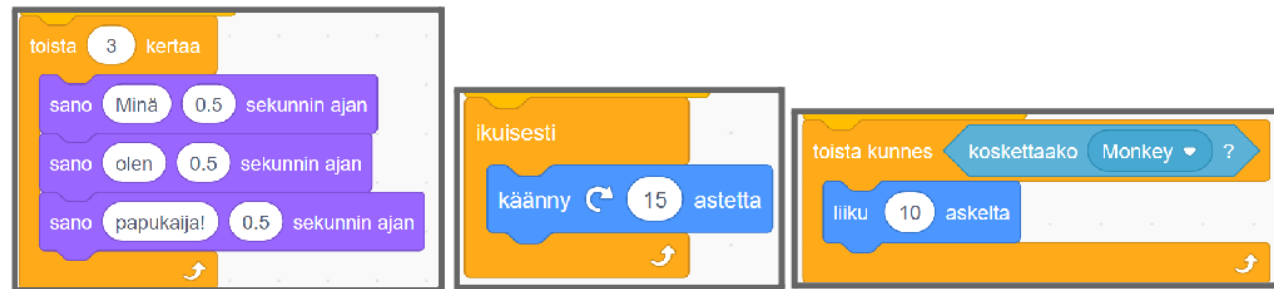 toista 3 kertaa
sano Minä 0.5 sekunnin ajan
sano olen 0.5 sekunnin ajan
sano papukaija! 0.5 sekunnin ajan
ikuisesti
käänny 15 astetta
toista kunnes koskettaako Monkey ?
liiku 10 askelta